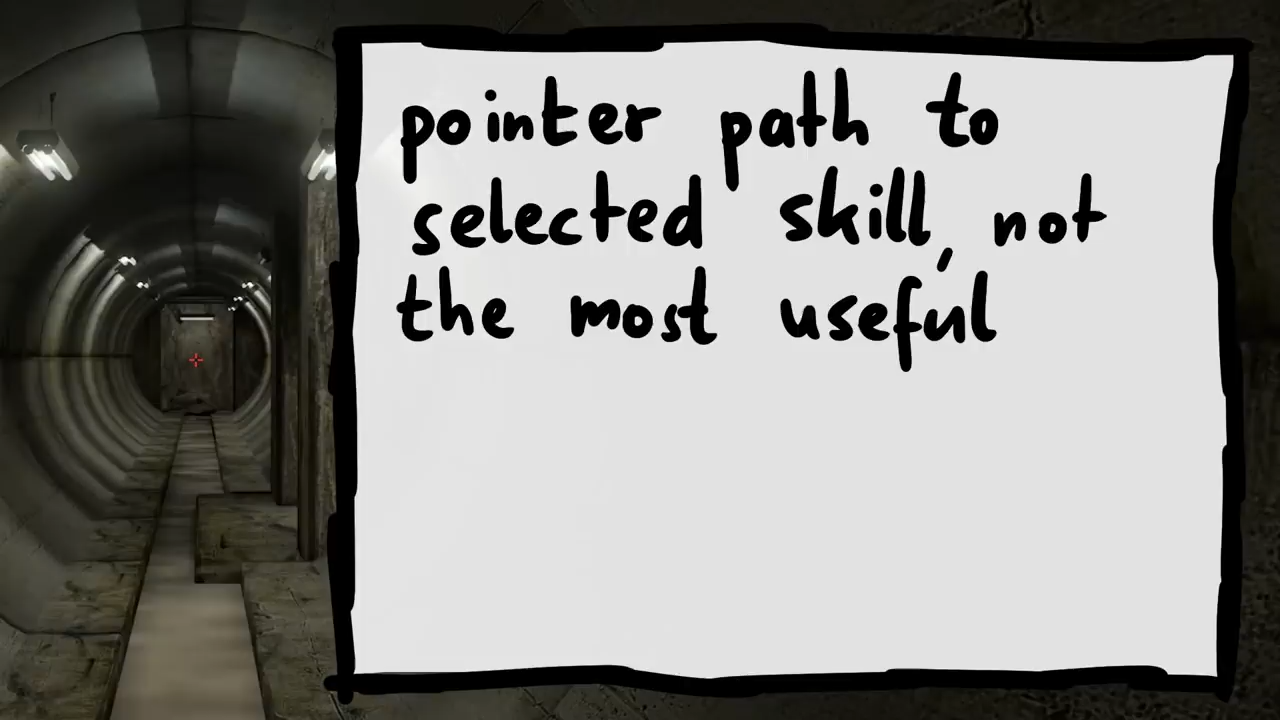 pointer path to
selected skill, not
the most useful